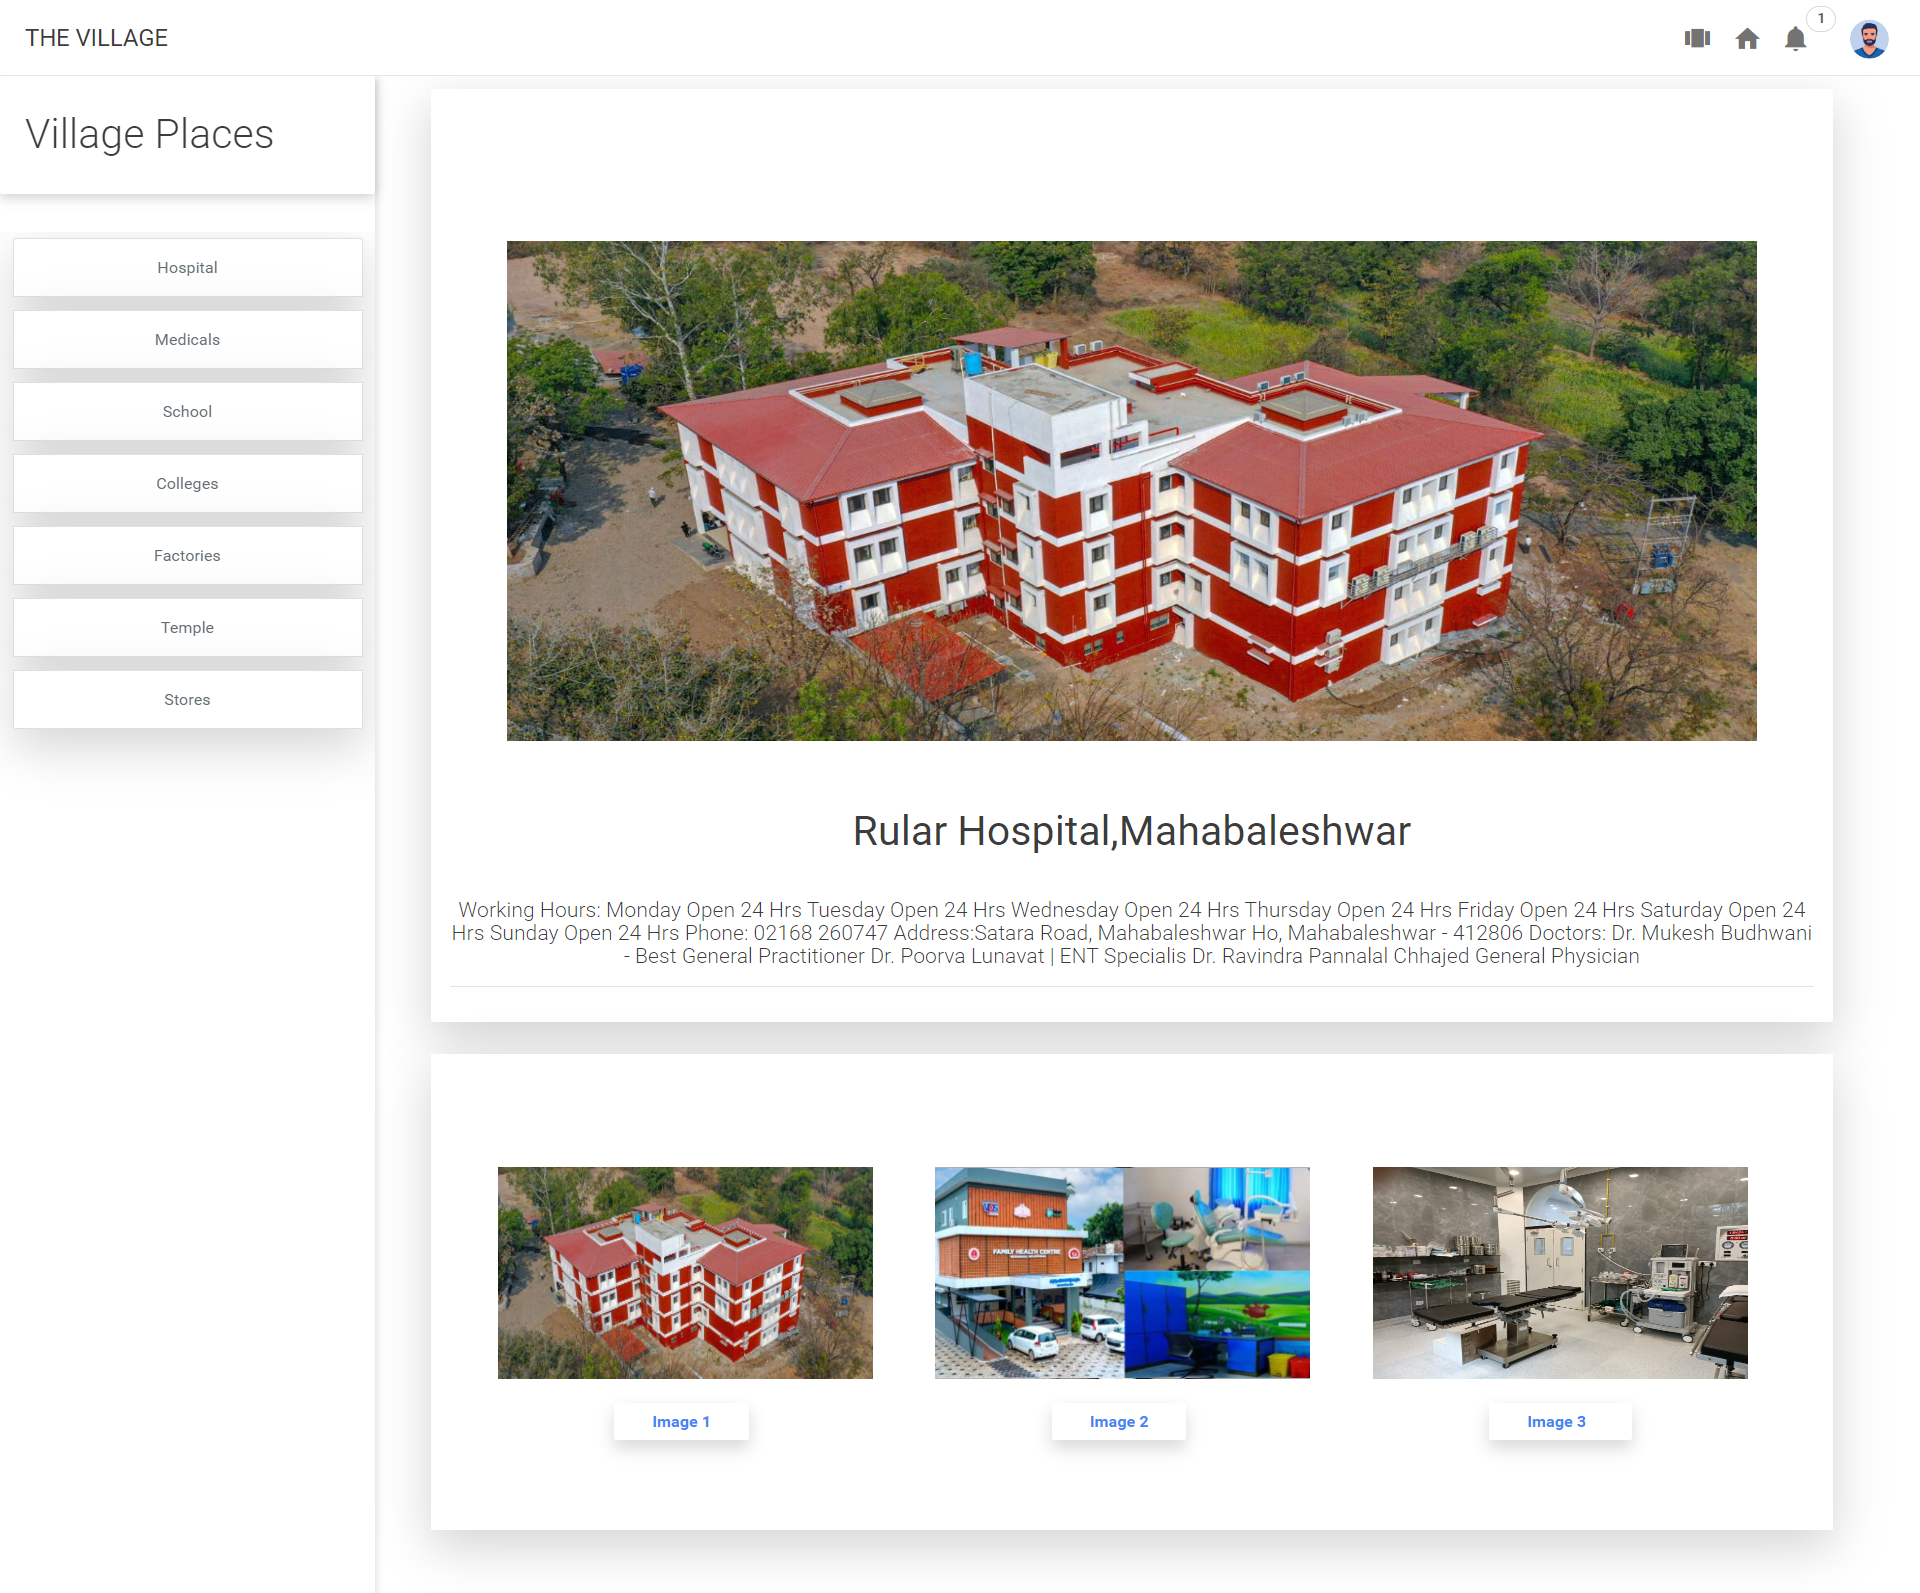 THE VILLAGE
1
Village Places
Hospital
Medicals
School
Colleges
Factories
Temple
Stores
Rular Hospital,Mahabaleshwar
Working Hours: Monday Open 24 Hrs Tuesday Open 24 Hrs Wednesday Open 24 Hrs Thursday Open 24 Hrs Friday Open 24 Hrs Saturday Open 24
Hrs Sunday Open 24 Hrs Phone: 02168 260747 Address:Satara Road, Mahabaleshwar Ho, Mahabaleshwar - 412806 Doctors: Dr. Mukesh Budhwani
- Best General Practitioner Dr. Poorva Lunavat | ENT Specialis Dr. Ravindra Pannalal Chhajed General Physician
VPS
FAMILY HEALTH CENTRE
Image 1
Image 2
Image 3